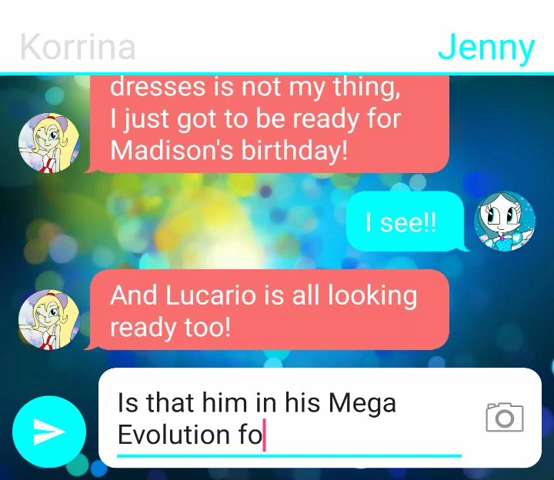 Korrina
Jenny
dresses is not my thing,
I just got to be ready for
Madison's birthday!
I see!!
And Lucario is all looking
ready too!
Is that him in his Mega
Evolution fo